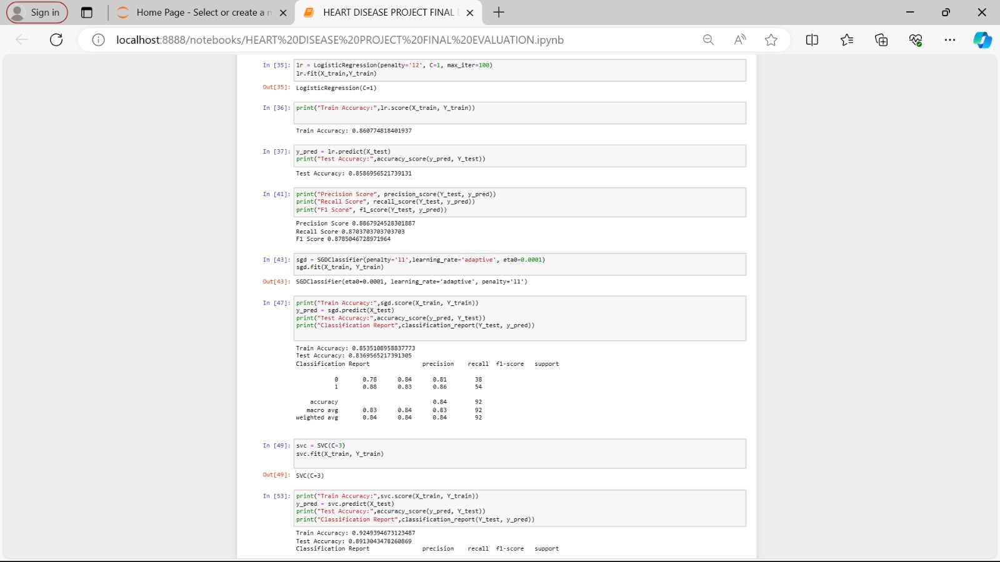 Sign in
Home Page - Select or create a n
HEART DISEASE PROJECT FINAL E
localhost:8888/notebooks/HEART%20DISEASE%20PROJECT%20FINAL%20EVALUATION.ipynb
In [35]: lr = LogisticRegression(penalty='l2', C=1, max_iter=100)
lr.fit(X_train,Y_train)
Out[35]: LogisticRegression(C=1)
In [36]: print("Train Accuracy:",lr.score(X_train, Y_train))
Train Accuracy: 0.860774818401937
In [37]: y_pred = lr.predict(X_test)
print("Test Accuracy:",accuracy_score(y_pred, Y_test))
Test Accuracy: 0.8586956521739131
In [41]: print("Precision Score", precision_score(Y_test, y_pred))
print("Recall Score", recall_score(Y_test, y_pred))
print("F1 Score", f1_score(Y_test, y_pred))
Precision Score 0.8867924528301887
Recall Score 0.8703703703703703
F1 Score 0.8785046728971964
In [43]: sgd = SGDClassifier(penalty='l1',learning_rate='adaptive', eta0=0.0001)
sgd.fit(X_train, Y_train)
Out[43]: SGDClassifier(eta0=0.0001, learning_rate='adaptive', penalty='l1')
In [47]: print("Train Accuracy:",sgd.score(X_train, Y_train))
y_pred = sgd.predict(X_test)
print("Test Accuracy:",accuracy_score(y_pred, Y_test))
print("Classification Report",classification_report(Y_test, y_pred))
Train Accuracy: 0.8535108958837773
Test Accuracy: 0.8369565217391305
Classification Report precision recall f1-score support
0 0.78 0.84 0.81 38
1 0.88 0.83 0.86 54
accuracy 0.84 92
macro avg 0.83 0.84 0.83 92
weighted avg 0.84 0.84 0.84 92
In [49]: svc = SVC(C=3)
svc.fit(X_train, Y_train)
Out[49]: SVC(C=3)
In [53]: print("Train Accuracy:",svc.score(X_train, Y_train))
y_pred = svc.predict(X_test)
print("Test Accuracy:",accuracy_score(y_pred, Y_test))
print("Classification Report",classification_report(Y_test, y_pred))
Train Accuracy: 0.9249394673123487
Test Accuracy: 0.8913043478260869
Classification Report precision recall f1-score support